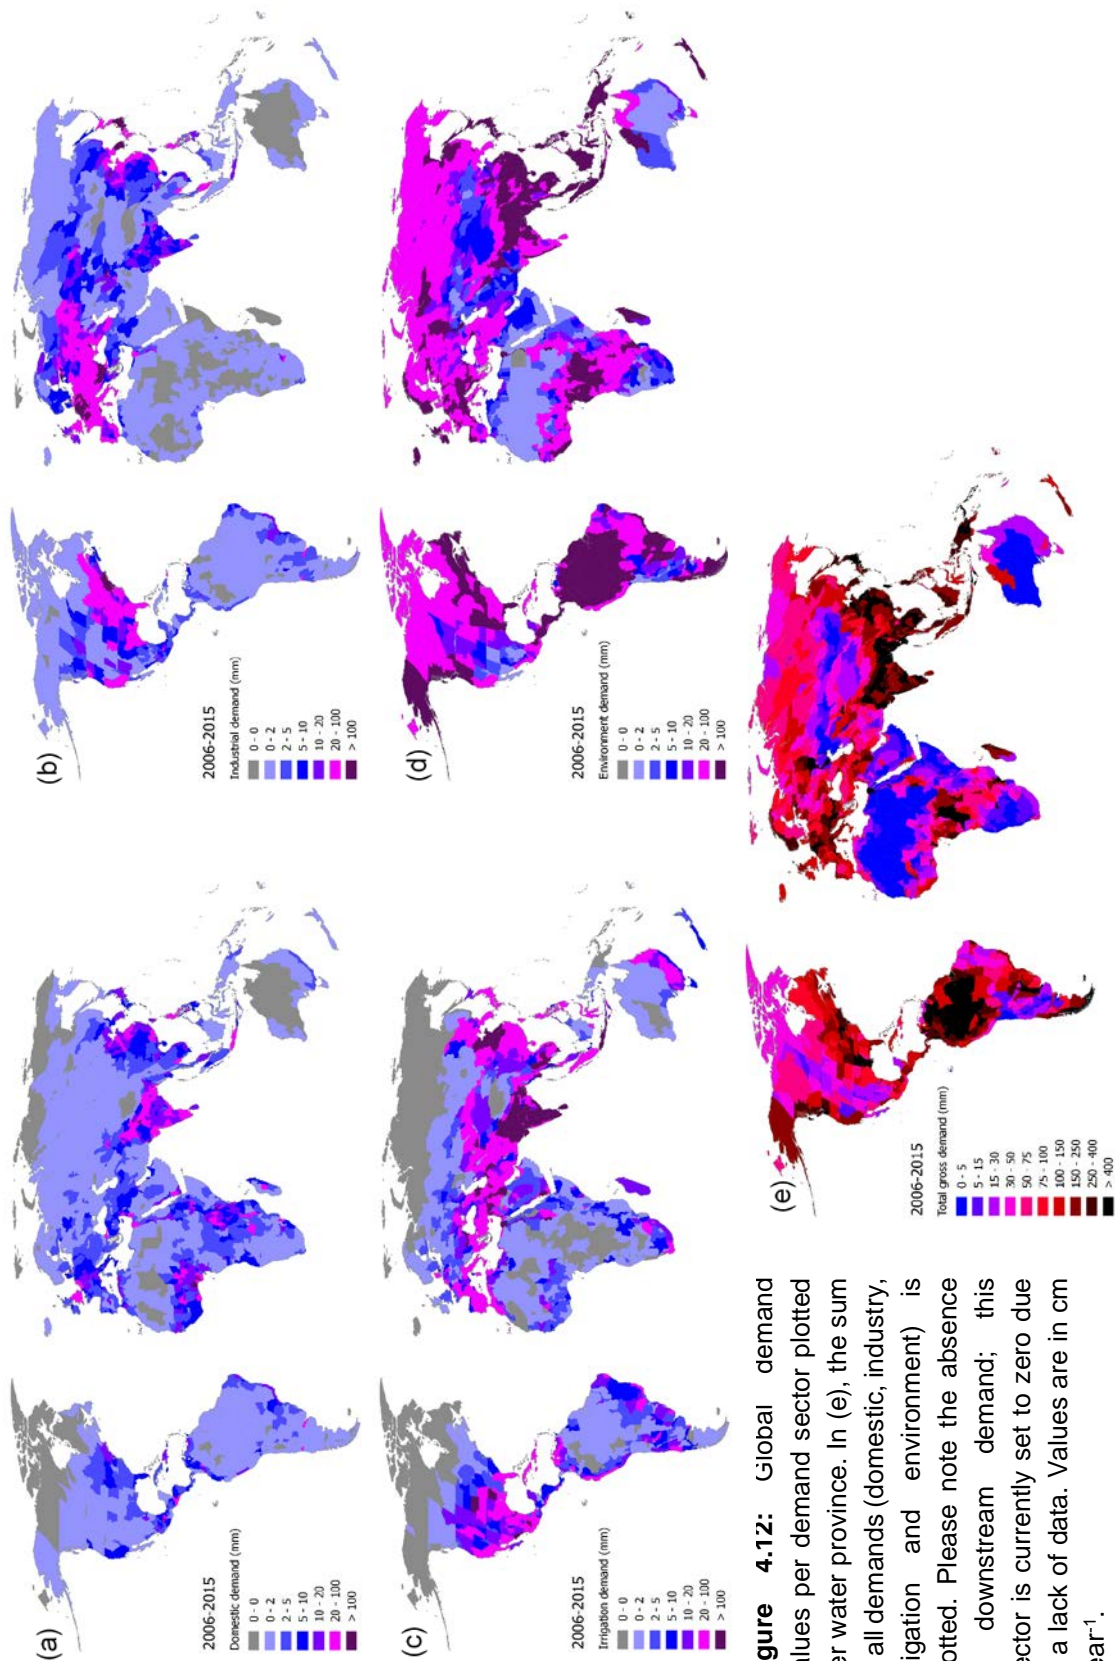 (a)
2006-2015
Domestic demand (mm)
0 - 0
0 - 2
2 - 5
5 - 10
10 - 20
20 - 100
> 100
(b)
2006-2015
Industrial demand (mm)
0 - 0
0 - 2
2 - 5
5 - 10
10 - 20
20 - 100
> 100
(c)
2006-2015
Irrigation demand (mm)
0 - 0
0 - 2
2 - 5
5 - 10
10 - 20
20 - 100
> 100
(d)
2006-2015
Environment demand (mm)
0 - 0
0 - 2
2 - 5
5 - 10
10 - 20
20 - 100
> 100
gure 4.12: Global demand
alues per demand sector plotted
er water province. In (e), the sum
all demands (domestic, industry,
igation and environment) is
otted. Please note the absence
downstream demand; this
ector is currently set to zero due
a lack of data. Values are in cm
ear⁻¹.
(e)
2006-2015
Total gross demand (mm)
0 - 5
5 - 15
15 - 30
30 - 50
50 - 75
75 - 100
100 - 150
150 - 250
250 - 400
> 400